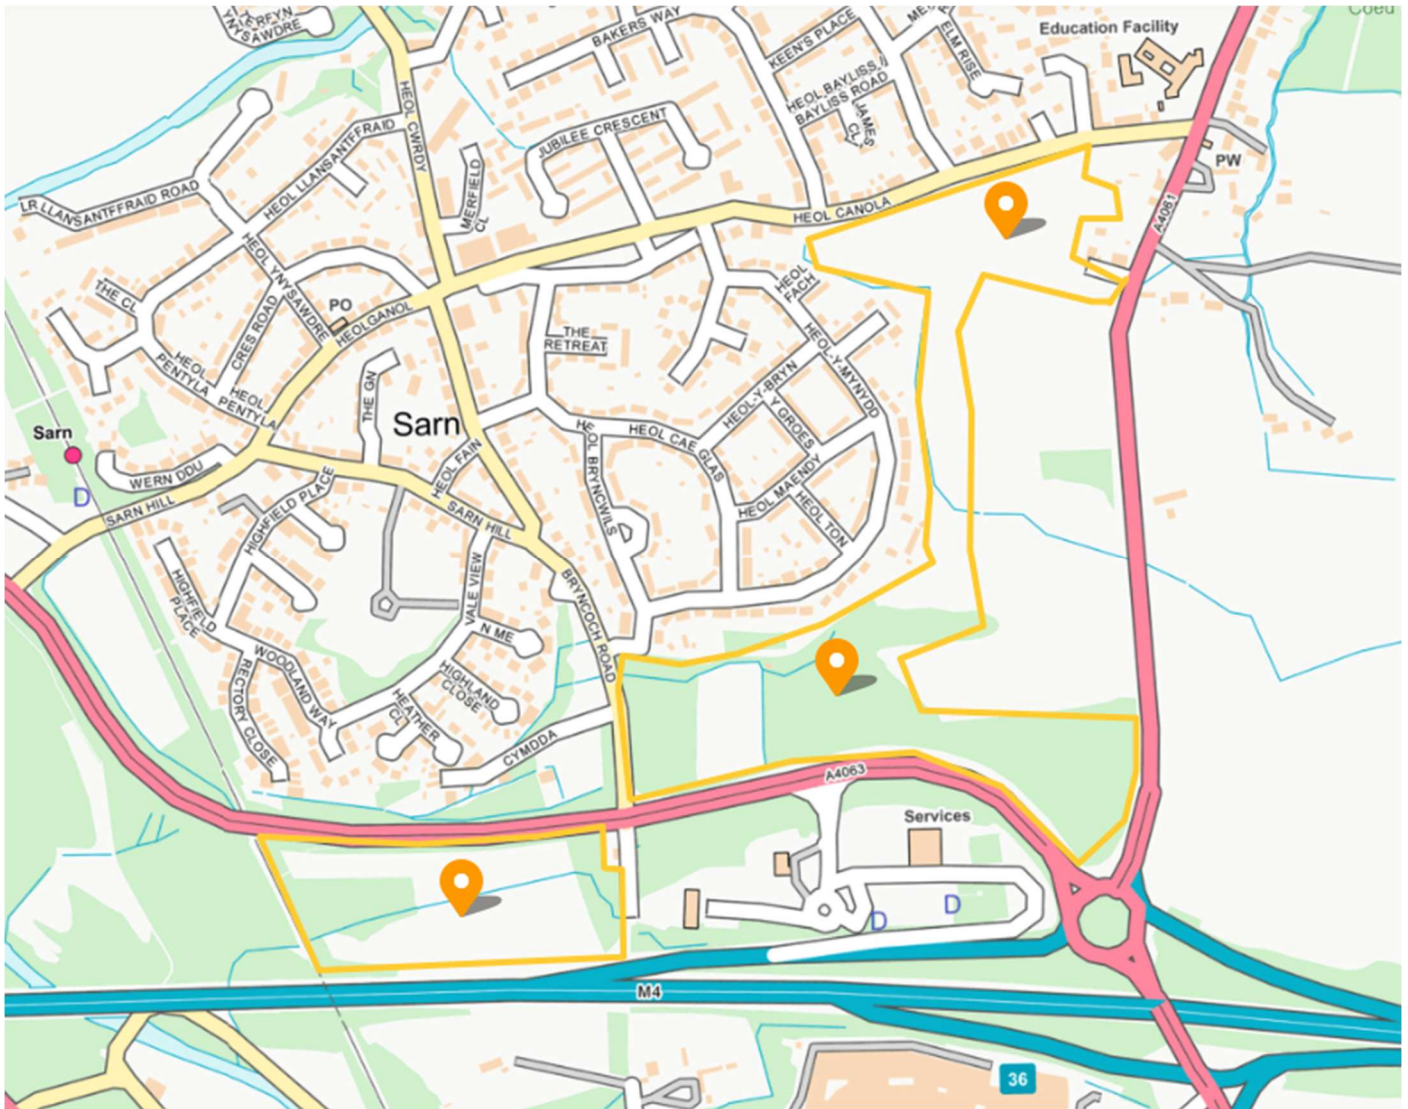 Coed
YNYSAWDRE
BAKERS WAY
KEEN'S PLACE
ELM RISE
Education Facility
HEOL CWRDY
HEOL BAYLISS /
BAYLISS ROAD
JAMES
CL
JUBILEE CRESCENT
HEOL LLANSANTFFRAID
PW
LR LLANSANTFFRAID ROAD
MERFIELD
CL
HEOL CANOLA
A4061
HEOL YNYSAWDRE
THE CL
PO
HEOLGANOL
HEOL
FACH
CRES ROAD
THE
RETREAT
HEOL-Y-MYNYDD
HEOL
PENTYLA
HEOL
PENTYLA
THE GN
HEOL-Y-BRYN
Y GROES
Sarn
Sarn
HEOL FAIN
HEOL BRYNCWILS
HEOL CAE GLAS
WERN DDU
HEOL MAENDY
D
SARN HILL
HIGHFIELD PLACE
SARN HILL
HEOL TON
HIGHFIELD
PLACE
VALE VIEW
BRYNCOCH ROAD
N ME
WOODLAND WAY
RECTORY CLOSE
HIGHLAND
CLOSE
HEATHER
CL
CYMDDA
A4063
Services
D
D
M4
36